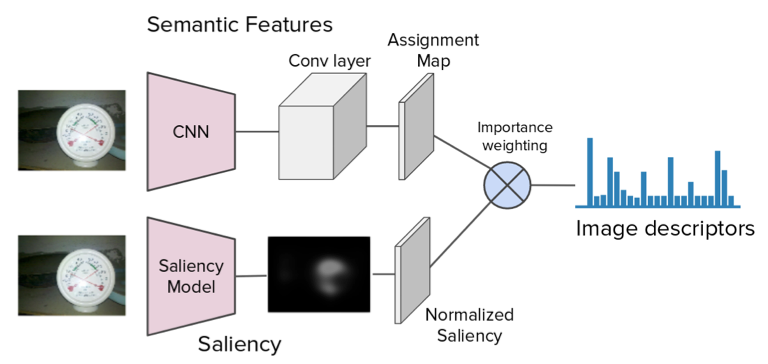 Semantic Features
Conv layer
Assignment
Map
CNN
Importance
weighting
Image descriptors
Saliency
Model
Normalized
Saliency
Saliency